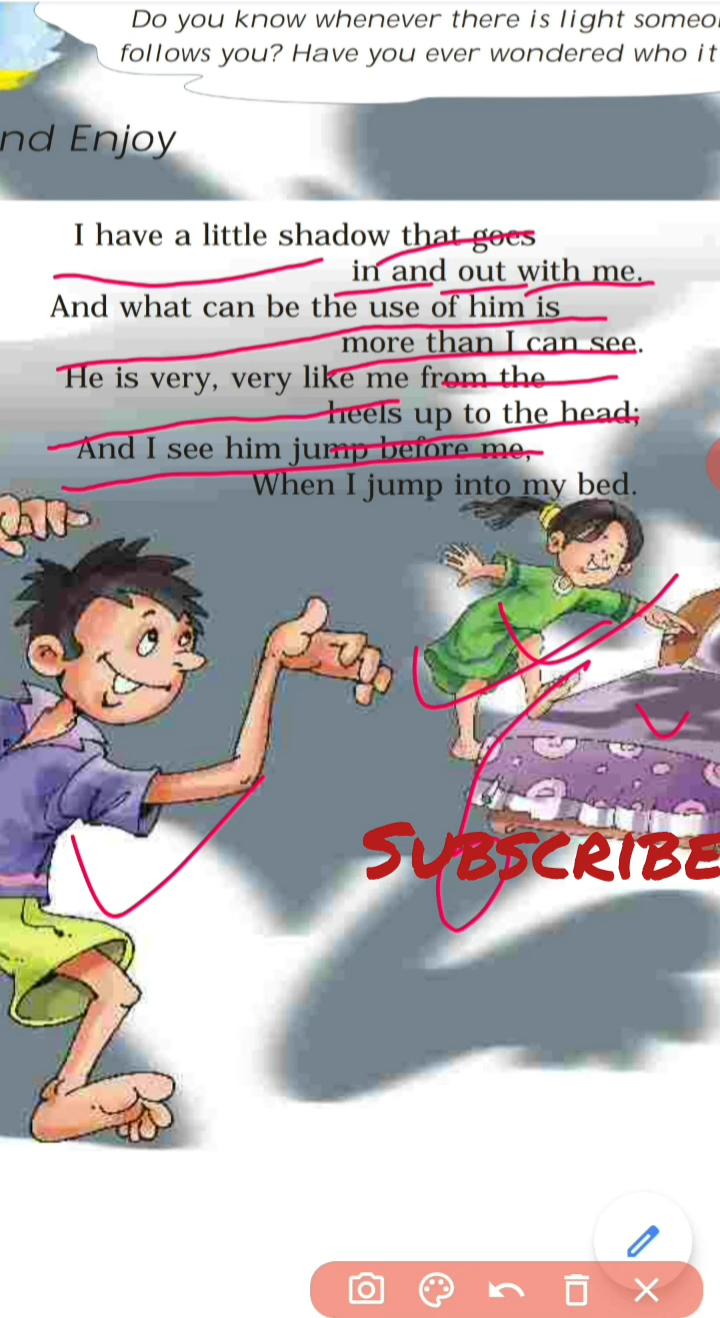 Do you know whenever there is light
follows you? Have you ever wondered who it
nd Enjoy
I have a little shadow that goes
in and out with me.
And what can be the use of him is
more than I can see.
He is very, very like me from the
heels up to the head;
And I see him jump before me,
When I jump into my bed.
SUBSCRIBE